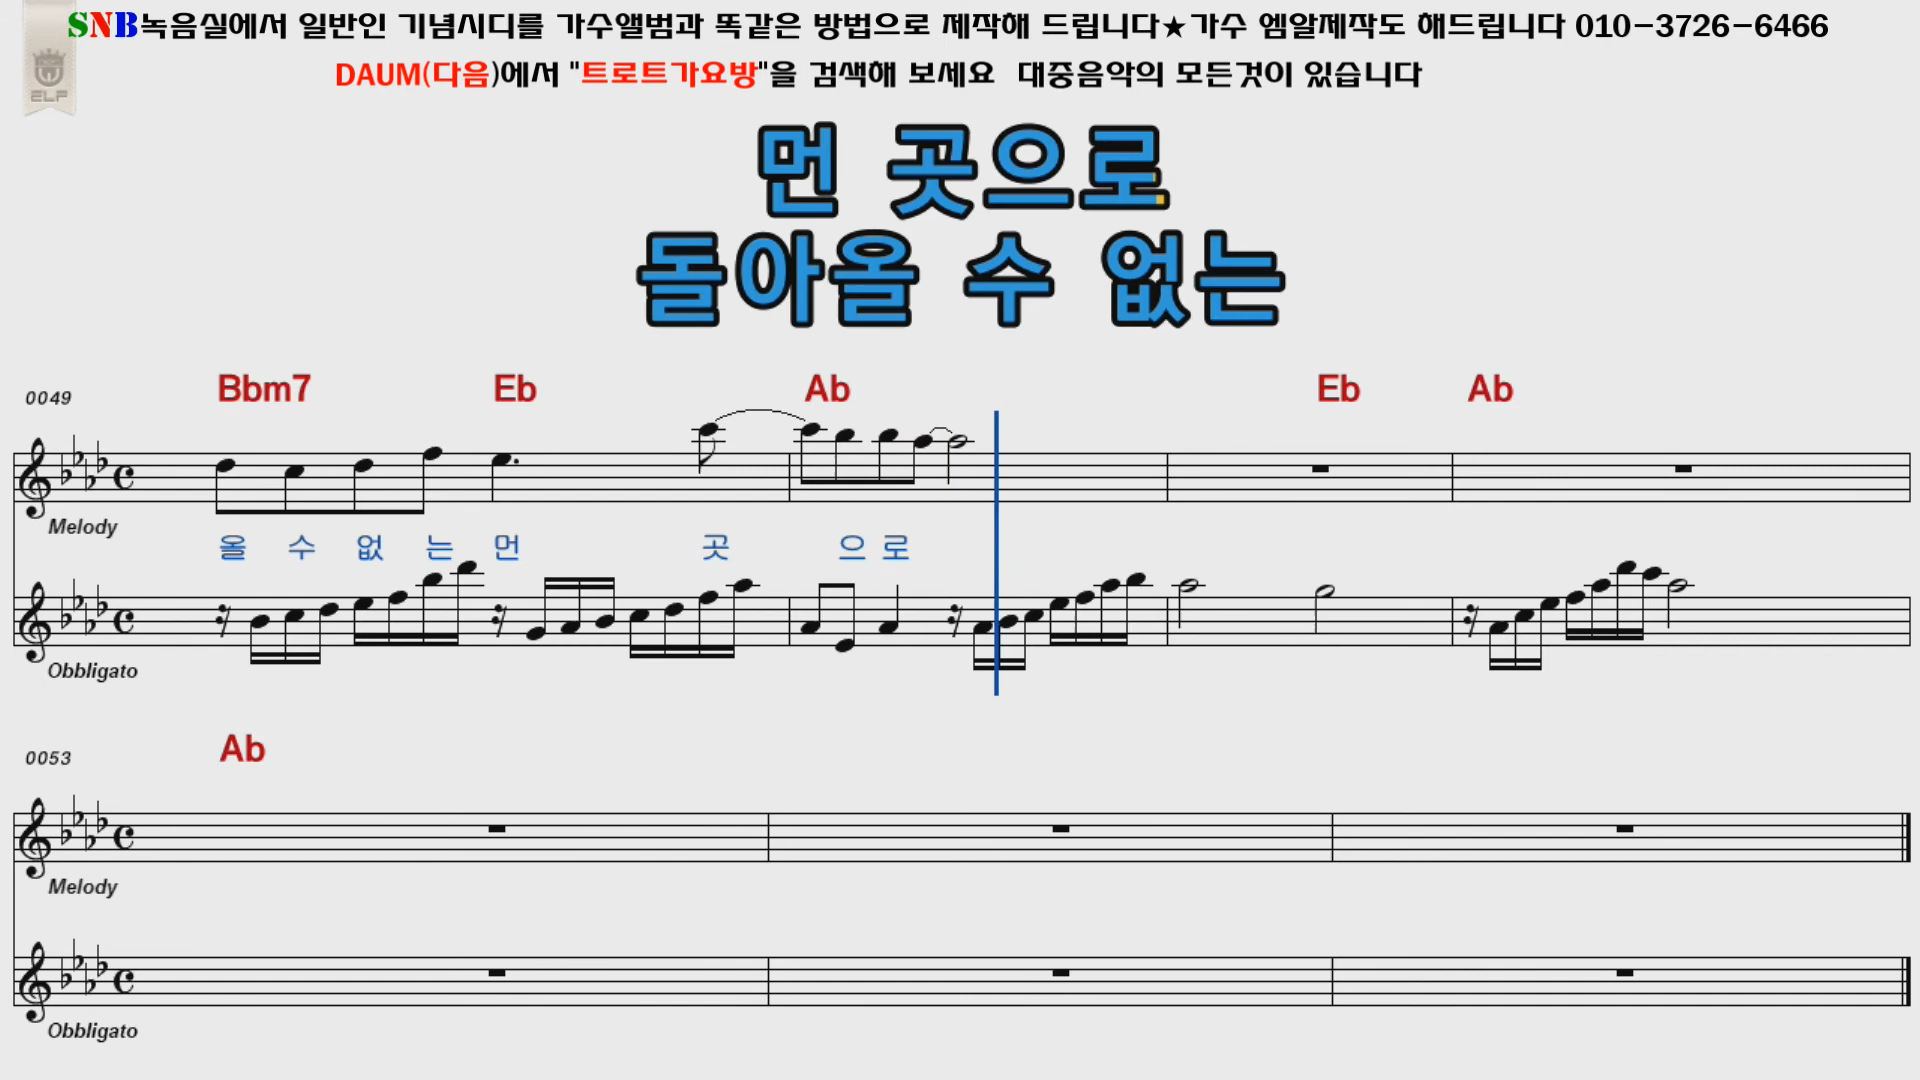 SNB녹음실에서 일반인 기념시디를 가수앨범과 똑같은 방법으로 제작해 드립니다★가수 엠알제작도 해드립니다 010-3726-6466
ELF
DAUM(다음)에서 "트로트가요방"을 검색해 보세요 대중음악의 모든것이 있습니다
먼 곳으로
돌아올 수 없는
0049 Bbm7 Eb Ab Eb Ab
Melody
올 수 없 는 먼 곳 으 로
Obbligato
0053 Ab
Melody
Obbligato